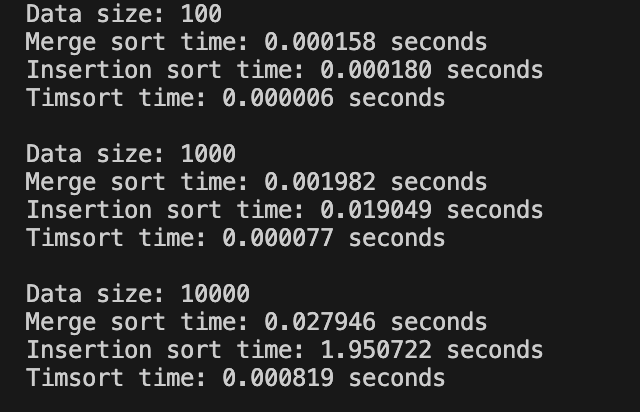 Data size: 100
Merge sort time: 0.000158 seconds
Insertion sort time: 0.000180 seconds
Timsort time: 0.000006 seconds
Data size: 1000
Merge sort time: 0.001982 seconds
Insertion sort time: 0.019049 seconds
Timsort time: 0.000077 seconds
Data size: 10000
Merge sort time: 0.027946 seconds
Insertion sort time: 1.950722 seconds
Timsort time: 0.000819 seconds